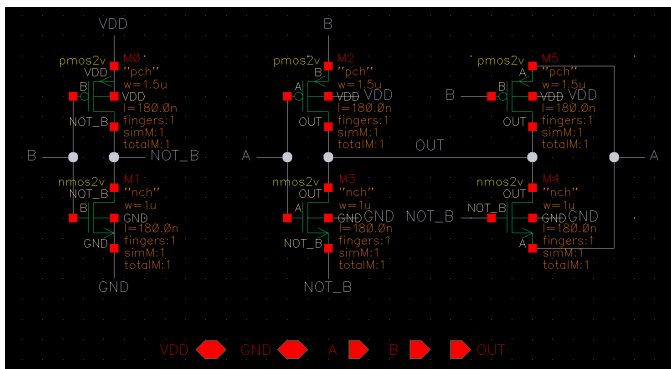 VDD B
pmos2v M0 pmos2v M2 pmos2v M5
VDD "pch" B "pch" A "pch"
w=1.5u w=1.5u w=1.5u
B VDD A VDD VDD B B VDD VDD
l=180.0n l=180.0n l=180.0n
NOT_B fingers:1 OUT fingers:1 OUT fingers:1
simM:1 simM:1 simM:1
totalM:1 totalM:1 totalM:1
B NOT_B A OUT A
nmos2v M1 nmos2v M3 nmos2v M4
NOT_B "nch" OUT "nch" OUT "nch"
w=1u w=1u w=1u
B GND A GND GND NOT_B NOT_B GND GND
l=180.0n l=180.0n l=180.0n
GND fingers:1 NOT_B fingers:1 A fingers:1
simM:1 simM:1 simM:1
totalM:1 totalM:1 totalM:1
GND NOT_B
VDD GND A B OUT